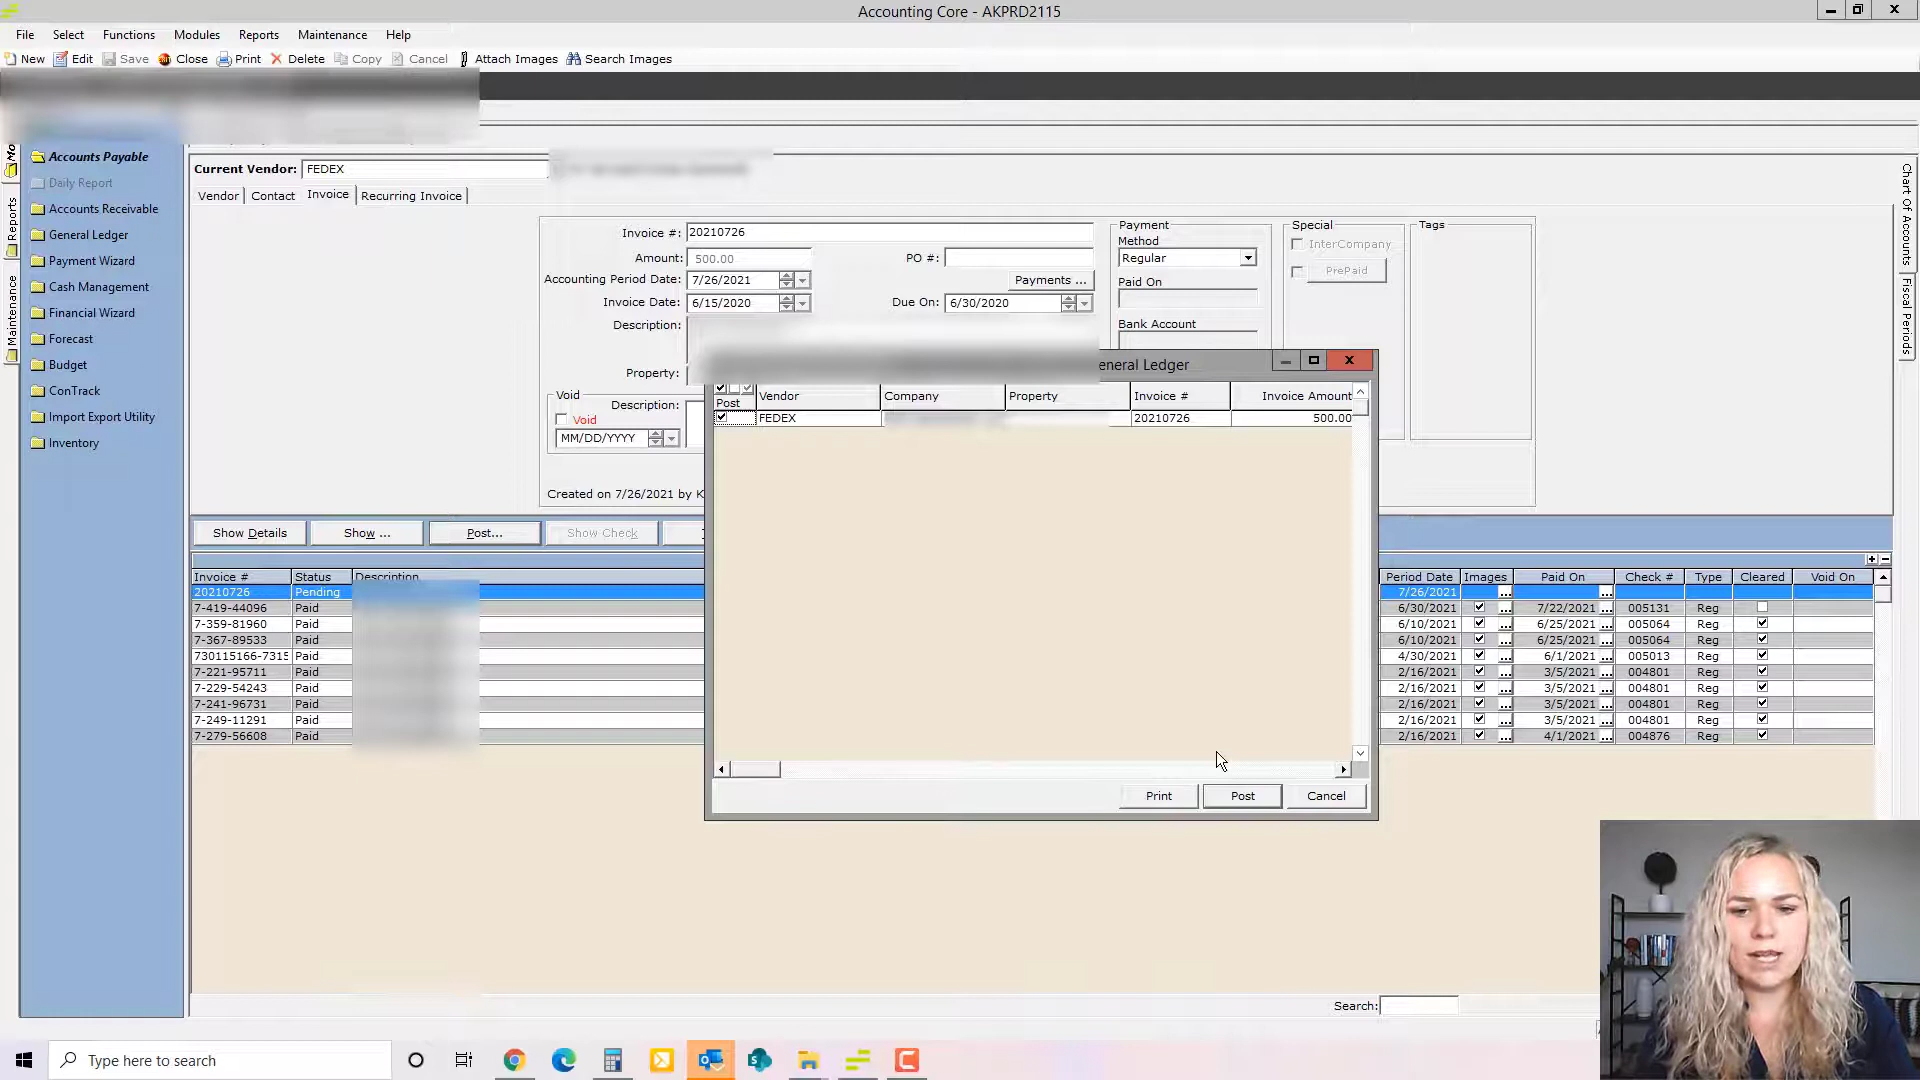 Accounting Core - AKPRD2115
File Select Functions Modules Reports Maintenance Help
New Edit Save Close Print Delete Copy Cancel Attach Images Search Images
Reports
Maintenance
Accounts Payable
Daily Report
Accounts Receivable
General Ledger
Payment Wizard
Cash Management
Financial Wizard
Forecast
Budget
ConTrack
Import Export Utility
Inventory
Current Vendor: FEDEX
Vendor Contact Invoice Recurring Invoice
Invoice #: 20210726
Amount: 500.00 PO #:
Accounting Period Date: 7/26/2021 Payments ...
Invoice Date: 6/15/2020 Due On: 6/30/2020
Description:
Property:
Void Description:
Void
MM/DD/YYYY
Created on 7/26/2021 by K
Payment
Method
Regular
Paid On
Bank Account
Special
InterCompany
PrePaid
Tags
Chart Of Accounts
Fiscal Periods
eneral Ledger
Post Vendor Company Property Invoice # Invoice Amount
FEDEX 20210726 500.00
Print Post Cancel
Show Details Show ... Post... Show Check
Invoice # Status Description Period Date Images Paid On Check # Type Cleared Void On
20210726 Pending 7/26/2021 ... ...
7-419-44096 Paid 6/30/2021 ... 7/22/2021 ... 005131 Reg
7-359-81960 Paid 6/10/2021 ... 6/25/2021 ... 005064 Reg
7-367-89533 Paid 6/10/2021 ... 6/25/2021 ... 005064 Reg
730115166-7315 Paid 4/30/2021 ... 6/1/2021 ... 005013 Reg
7-221-95711 Paid 2/16/2021 ... 3/5/2021 ... 004801 Reg
7-229-54243 Paid 2/16/2021 ... 3/5/2021 ... 004801 Reg
7-241-96731 Paid 2/16/2021 ... 3/5/2021 ... 004801 Reg
7-249-11291 Paid 2/16/2021 ... 3/5/2021 ... 004801 Reg
7-279-56608 Paid 2/16/2021 ... 4/1/2021 ... 004876 Reg
Search:
Type here to search